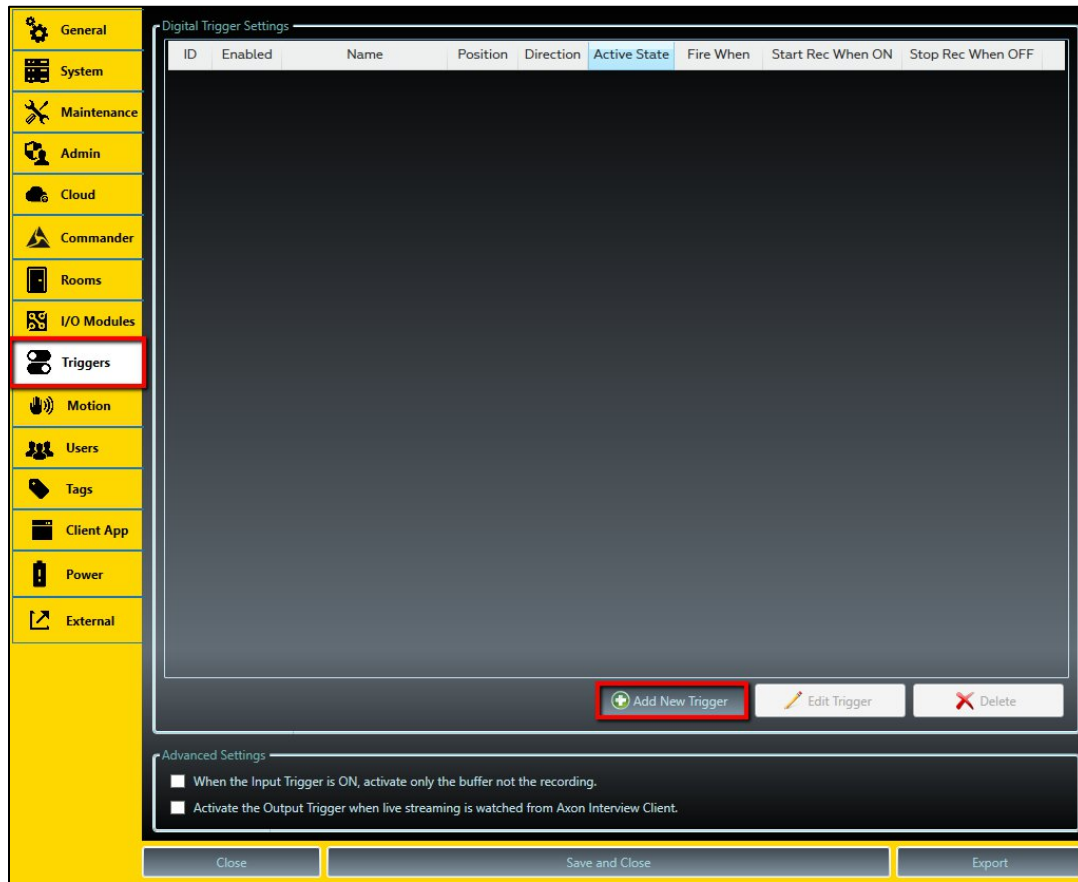 General
System
Maintenance
Admin
Cloud
Commander
Rooms
I/O Modules
Triggers
Motion
Users
Tags
Client App
Power
External
Digital Trigger Settings
ID Enabled Name Position Direction Active State Fire When Start Rec When ON Stop Rec When OFF
Add New Trigger Edit Trigger Delete
Advanced Settings
When the Input Trigger is ON, activate only the buffer not the recording.
Activate the Output Trigger when live streaming is watched from Axon Interview Client.
Close Save and Close Export